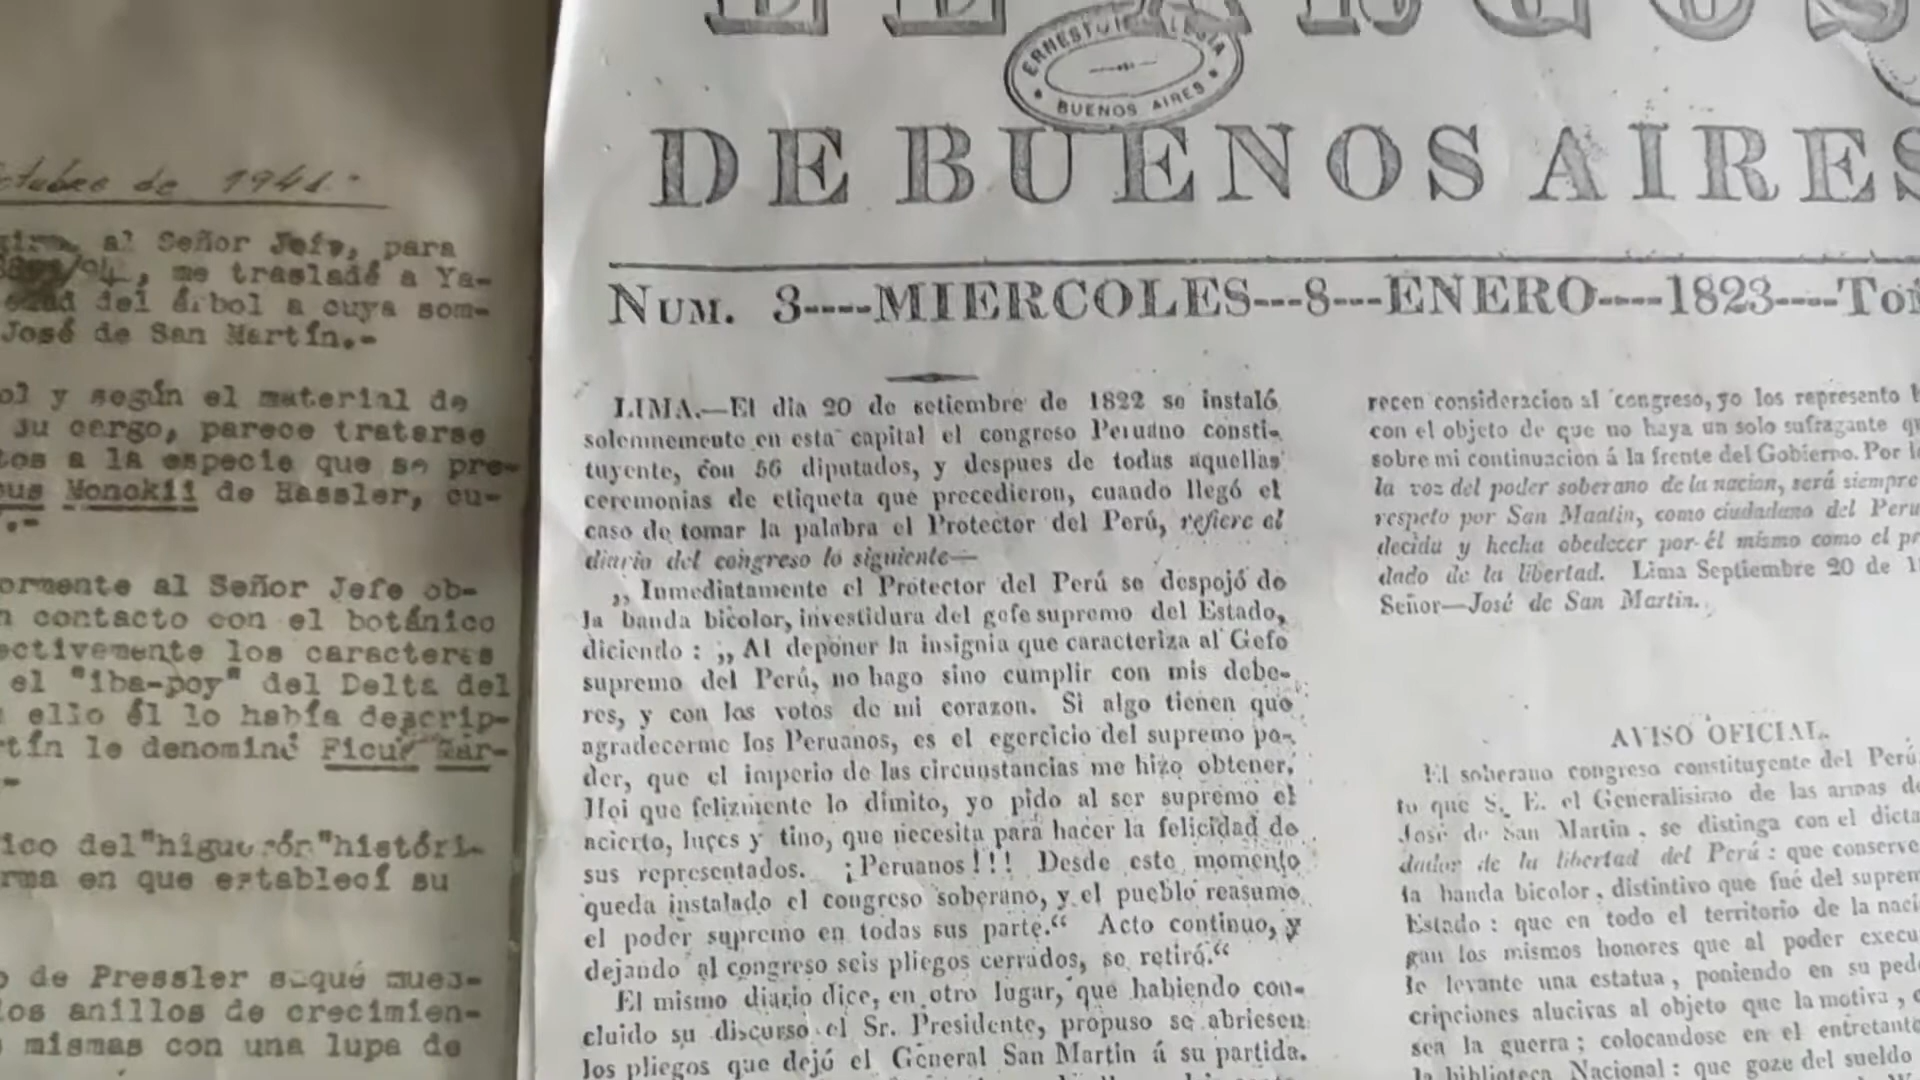 ctubre de 1941.-
al Señor Jefe, para
, me trasladé a Ya-
del árbol a cuya som-
José de San Martín.-
ol y según el material de
su cargo, parece tratarse
tos a la especie que se pre-
us Monckii de Hassler, cu-
.-
ormente al Señor Jefe ob-
n contacto con el botánico
ectivemente los caracteres
el "iba-poy" del Delta del
ello él lo había descrip-
tín le denominé Ficus Mar-
-
ico del "higuerón" históri-
rma en que establecí su
o de Pressler saqué mues-
los anillos de crecimien-
s mismas con una lupa de
EL ARGOS
ERNESTO
BUENOS AIRES
DE BUENOS AIRES
NUM. 3----MIERCOLES---8---ENERO----1823----Tom
LIMA.—El dia 20 de setiembre de 1822 se instaló
solemnemente en esta capital el congreso Peruano consti-
tuyente, con 56 diputados, y despues de todas aquellas
ceremonias de etiqueta que precedieron, cuando llegó el
caso de tomar la palabra el Protector del Perú, refiere el
diario del congreso lo siguiente—
,, Inmediatamente el Protector del Perú se despojó de
la banda bicolor, investidura del gefe supremo del Estado,
diciendo : ,, Al deponer la insignia que caracteriza al Gefe
supremo del Perú, no hago sino cumplir con mis debe-
res, y con los votos de mi corazon. Si algo tienen que
agradecerme los Peruanos, es el egercicio del supremo po-
der, que el imperio de las circunstancias me hizo obtener.
Hoi que felizmente lo dimito, yo pido al ser supremo el
acierto, luces y tino, que necesita para hacer la felicidad de
sus representados. ¡Peruanos!!! Desde este momento
queda instalado el congreso soberano, y el pueblo reasume
el poder supremo en todas sus parte.“ Acto continuo, y
dejando al congreso seis pliegos cerrados, se retiró.“
El mismo diario dice, en otro lugar, que habiendo con-
cluido su discurso el Sr. Presidente, propuso se abriesen
los pliegos que dejó el General San Martin á su partida.
recen consideracion al congreso, yo los represento
con el objeto de que no haya un solo sufragante qu
sobre mi continuacion á la frente del Gobierno. Por
la voz del poder soberano de la nacion, será siempre
respeto por San Maatin, como ciudadano del Peru
decida y hecha obedecer por él mismo como el pr
dado de la libertad. Lima Septiembre 20 de 1
Señor—José de San Martin.
AVISO OFICIAL.
El soberano congreso constituyente del Perú
to que S. E. el Generalisimo de las armas de
José de San Martin, se distinga con el dicta
dador de la libertad del Perú : que conserve
la banda bicolor, distintivo que fué del suprem
Estado : que en todo el territorio de la naci
gan los mismos honores que al poder execu
le levante una estatua, poniendo en su pede
cripciones alucivas al objeto que la motiva,
sea la guerra ; colocandose en el entretanto
la biblioteca Nacional : que goze del sueldo